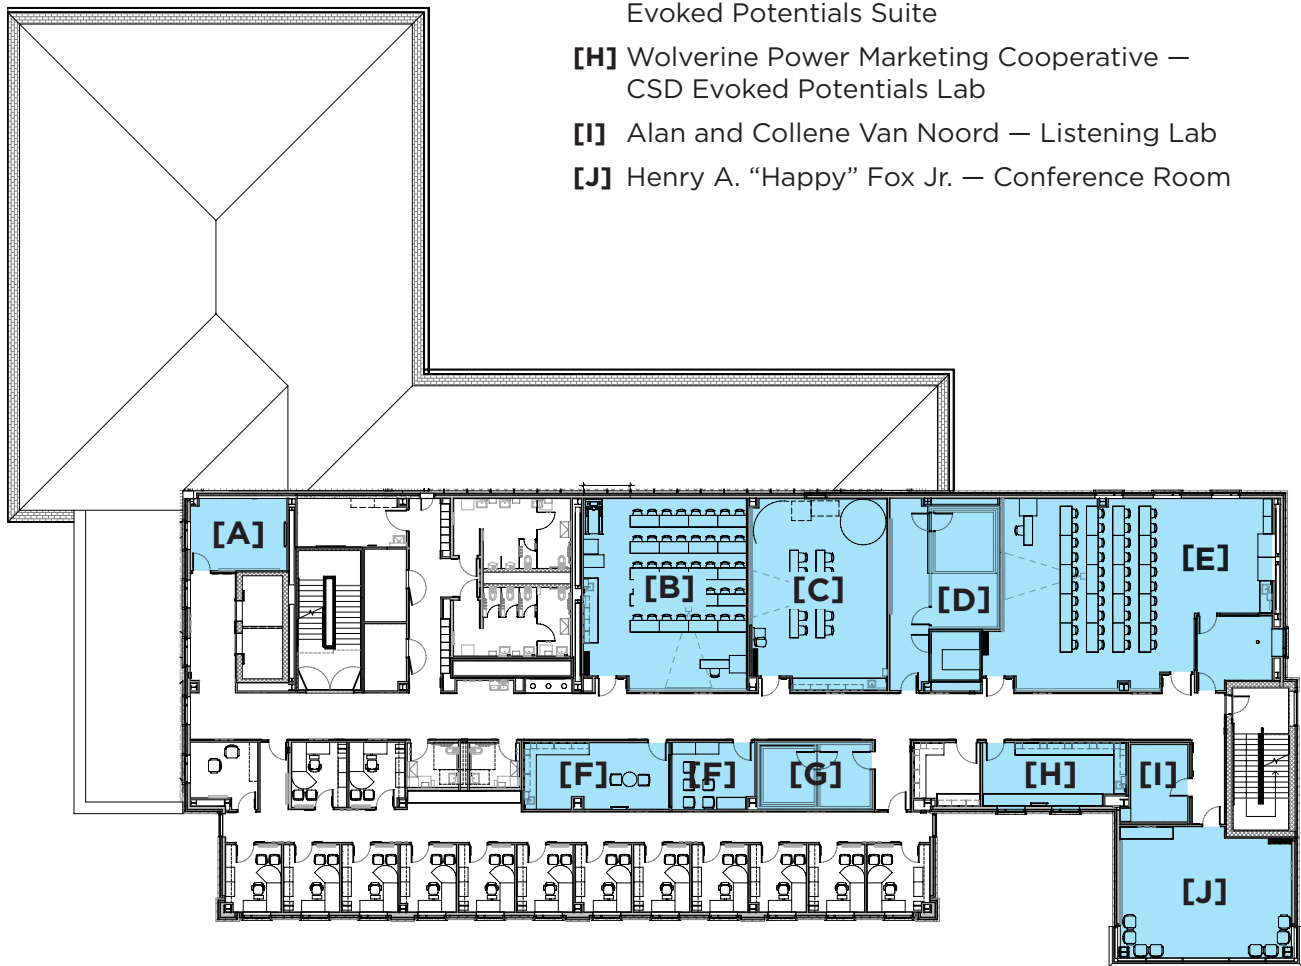 Evoked Potentials Suite
[H] Wolverine Power Marketing Cooperative —
CSD Evoked Potentials Lab
[I] Alan and Collene Van Noord — Listening Lab
[J] Henry A. “Happy” Fox Jr. — Conference Room
[A]
[B]
[C]
[D]
[E]
[F]
[F]
[G]
[H]
[I]
[J]